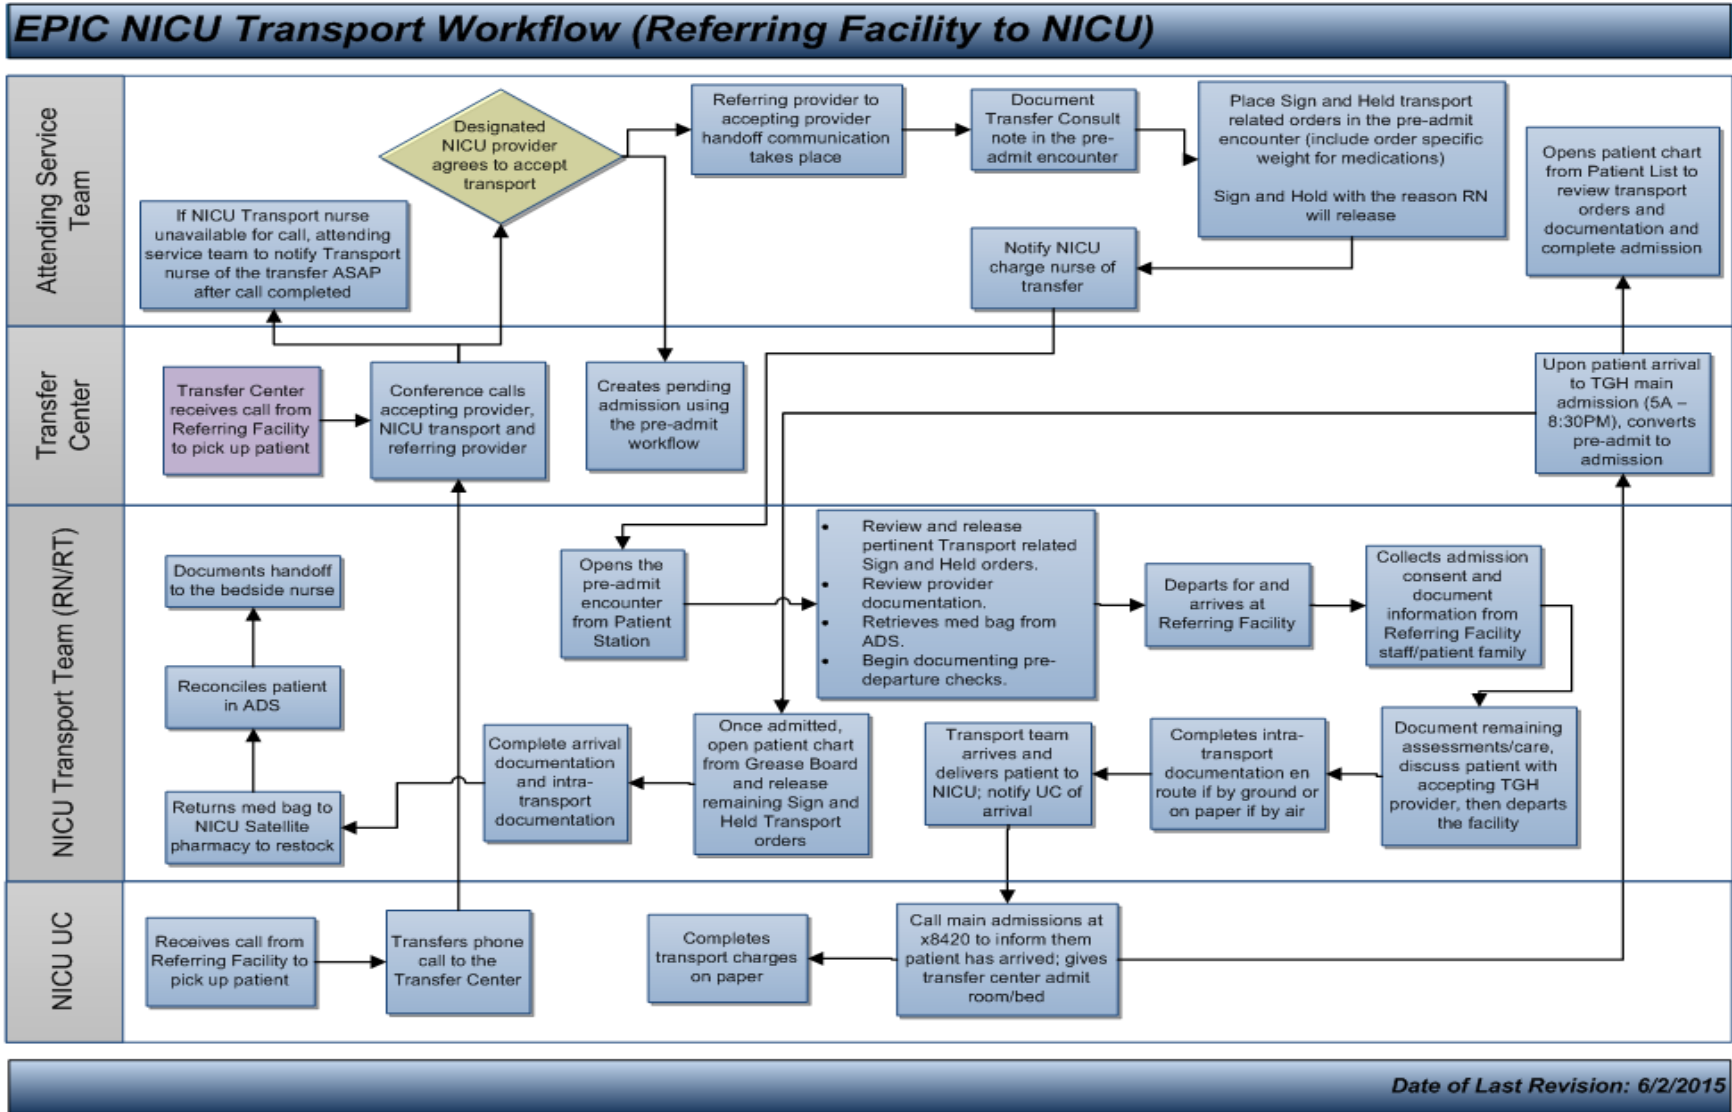 EPIC NICU Transport Workflow (Referring Facility to NICU)
Attending Service
Team
Designated
NICU provider
agrees to accept
transport
Referring provider to
accepting provider
handoff communication
takes place
Document
Transfer Consult
note in the pre-
admit encounter
Place Sign and Held transport
related orders in the pre-admit
encounter (include order specific
weight for medications)
Sign and Hold with the reason RN
will release
Opens patient chart
from Patient List to
review transport
orders and
documentation and
complete admission
If NICU Transport nurse
unavailable for call, attending
service team to notify Transport
nurse of the transfer ASAP
after call completed
Notify NICU
charge nurse of
transfer
Transfer
Center
Transfer Center
receives call from
Referring Facility
to pick up patient
Conference calls
accepting provider,
NICU transport and
referring provider
Creates pending
admission using
the pre-admit
workflow
Upon patient arrival
to TGH main
admission (5A –
8:30PM), converts
pre-admit to
admission
NICU Transport Team (RN/RT)
Documents handoff
to the bedside nurse
Opens the
pre-admit
encounter
from Patient
Station
• Review and release
pertinent Transport related
Sign and Held orders.
• Review provider
documentation.
• Retrieves med bag from
ADS.
• Begin documenting pre-
departure checks.
Departs for and
arrives at
Referring Facility
Collects admission
consent and
document
information from
Referring Facility
staff/patient family
Reconciles patient
in ADS
Returns med bag to
NICU Satellite
pharmacy to restock
Complete arrival
documentation
and intra-
transport
documentation
Once admitted,
open patient chart
from Grease Board
and release
remaining Sign and
Held Transport
orders
Transport team
arrives and
delivers patient to
NICU; notify UC of
arrival
Completes intra-
transport
documentation en
route if by ground or
on paper if by air
Document remaining
assessments/care,
discuss patient with
accepting TGH
provider, then departs
the facility
NICU UC
Receives call from
Referring Facility to
pick up patient
Transfers phone
call to the
Transfer Center
Completes
transport charges
on paper
Call main admissions at
x8420 to inform them
patient has arrived; gives
transfer center admit
room/bed
Date of Last Revision: 6/2/2015